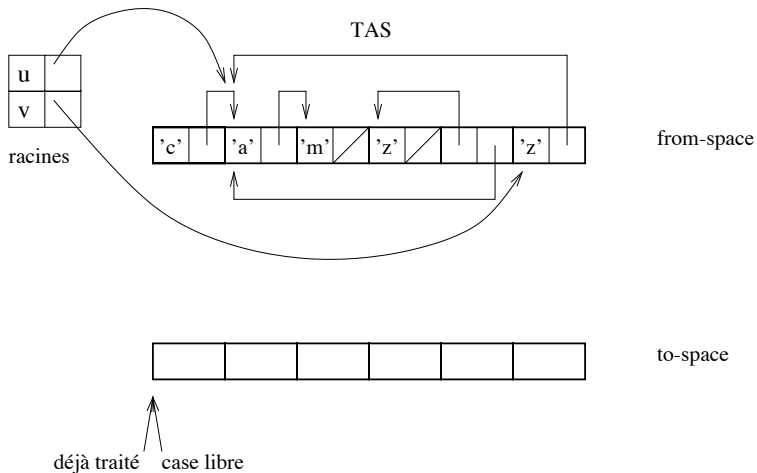 TAS
u
v
racines
'c' 'a' 'm' 'z' 'z'
from-space
to-space
déjà traité case libre